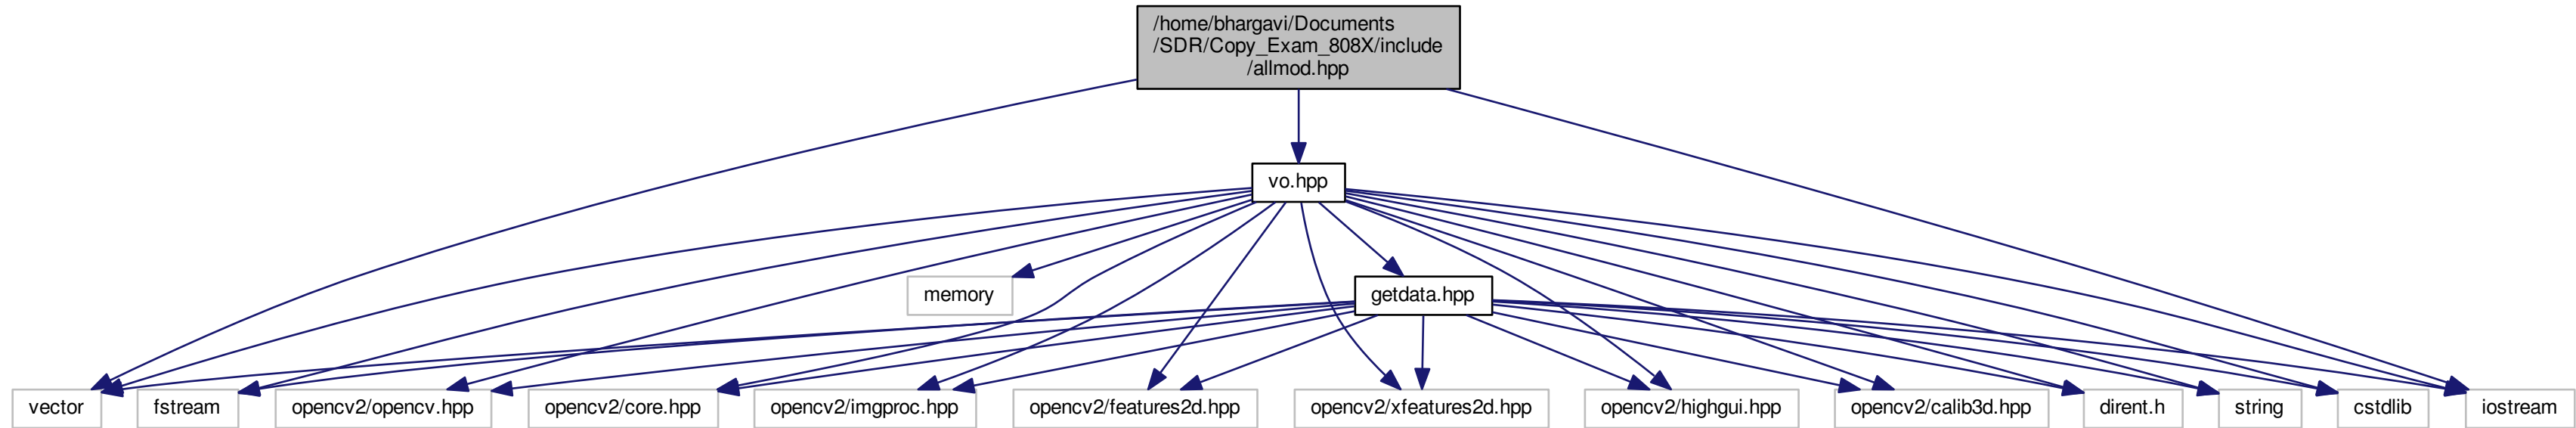 /home/bhargavi/Documents
/SDR/Copy_Exam_808X/include
/allmod.hpp
vo.hpp
memory
getdata.hpp
vector
fstream
opencv2/opencv.hpp
opencv2/core.hpp
opencv2/imgproc.hpp
opencv2/features2d.hpp
opencv2/xfeatures2d.hpp
opencv2/highgui.hpp
opencv2/calib3d.hpp
dirent.h
string
cstdlib
iostream